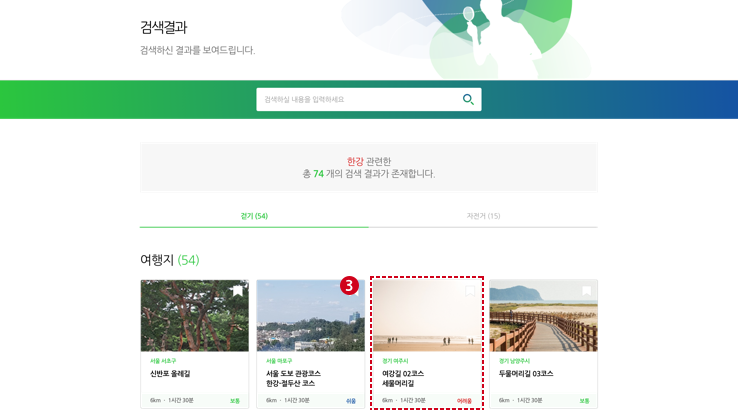 검색결과
검색하신 결과를 보여드립니다.
검색하실 내용을 입력하세요
한강 관련한
총 74 개의 검색 결과가 존재합니다.
걷기 (54)
자전거 (15)
여행지 (54)
3
서울 서초구
신반포 올레길
6km · 1시간 30분
보통
서울 마포구
서울 도보 관광코스
한강-절두산 코스
6km · 1시간 30분
쉬움
경기 여주시
여강길 02코스
세물머리길
6km · 1시간 30분
어려움
경기 남양주시
두물머리길 03코스
6km · 1시간 30분
보통